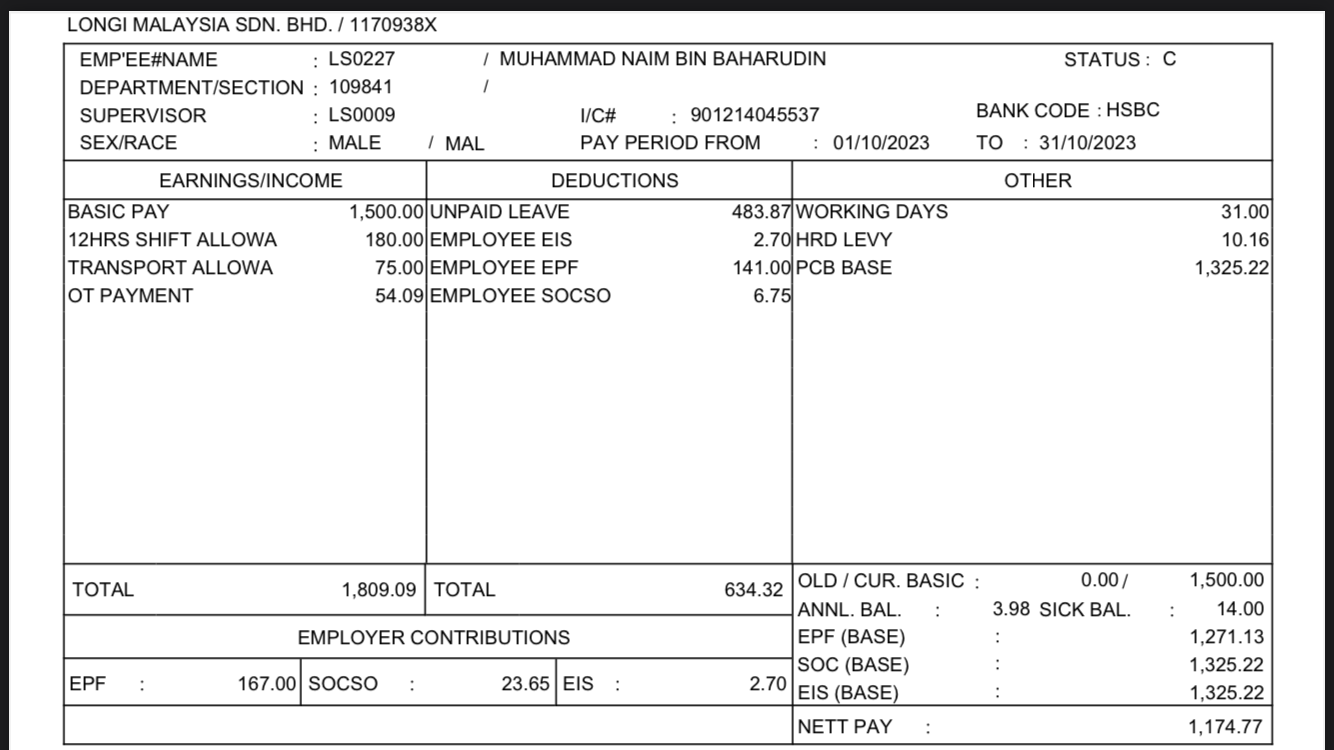 LONGI MALAYSIA SDN. BHD. / 1170938X
EMP'EE#NAME : LS0227 / MUHAMMAD NAIM BIN BAHARUDIN STATUS : C
DEPARTMENT/SECTION : 109841 /
SUPERVISOR : LS0009 I/C# : 901214045537 BANK CODE : HSBC
SEX/RACE : MALE / MAL PAY PERIOD FROM : 01/10/2023 TO : 31/10/2023
EARNINGS/INCOME DEDUCTIONS OTHER
BASIC PAY 1,500.00 UNPAID LEAVE 483.87 WORKING DAYS 31.00
12HRS SHIFT ALLOWA 180.00 EMPLOYEE EIS 2.70 HRD LEVY 10.16
TRANSPORT ALLOWA 75.00 EMPLOYEE EPF 141.00 PCB BASE 1,325.22
OT PAYMENT 54.09 EMPLOYEE SOCSO 6.75
TOTAL 1,809.09 TOTAL 634.32
OLD / CUR. BASIC : 0.00 / 1,500.00
ANNL. BAL. : 3.98 SICK BAL. : 14.00
EMPLOYER CONTRIBUTIONS
EPF (BASE) : 1,271.13
SOC (BASE) : 1,325.22
EPF : 167.00 SOCSO : 23.65 EIS : 2.70
EIS (BASE) : 1,325.22
NETT PAY : 1,174.77